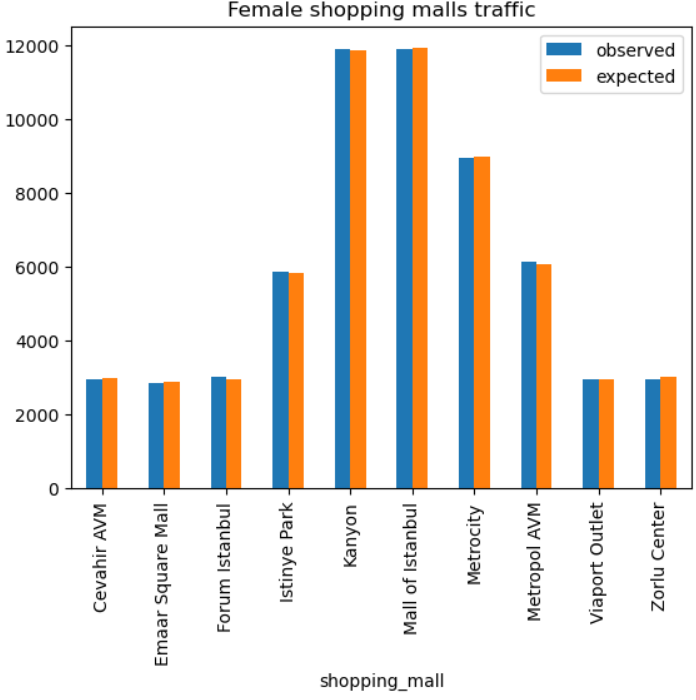 Female shopping malls traffic
observed
expected
12000
10000
8000
6000
4000
2000
0
Cevahir AVM
Emaar Square Mall
Forum Istanbul
Istinye Park
Kanyon
Mall of Istanbul
Metrocity
Metropol AVM
Viaport Outlet
Zorlu Center
shopping_mall